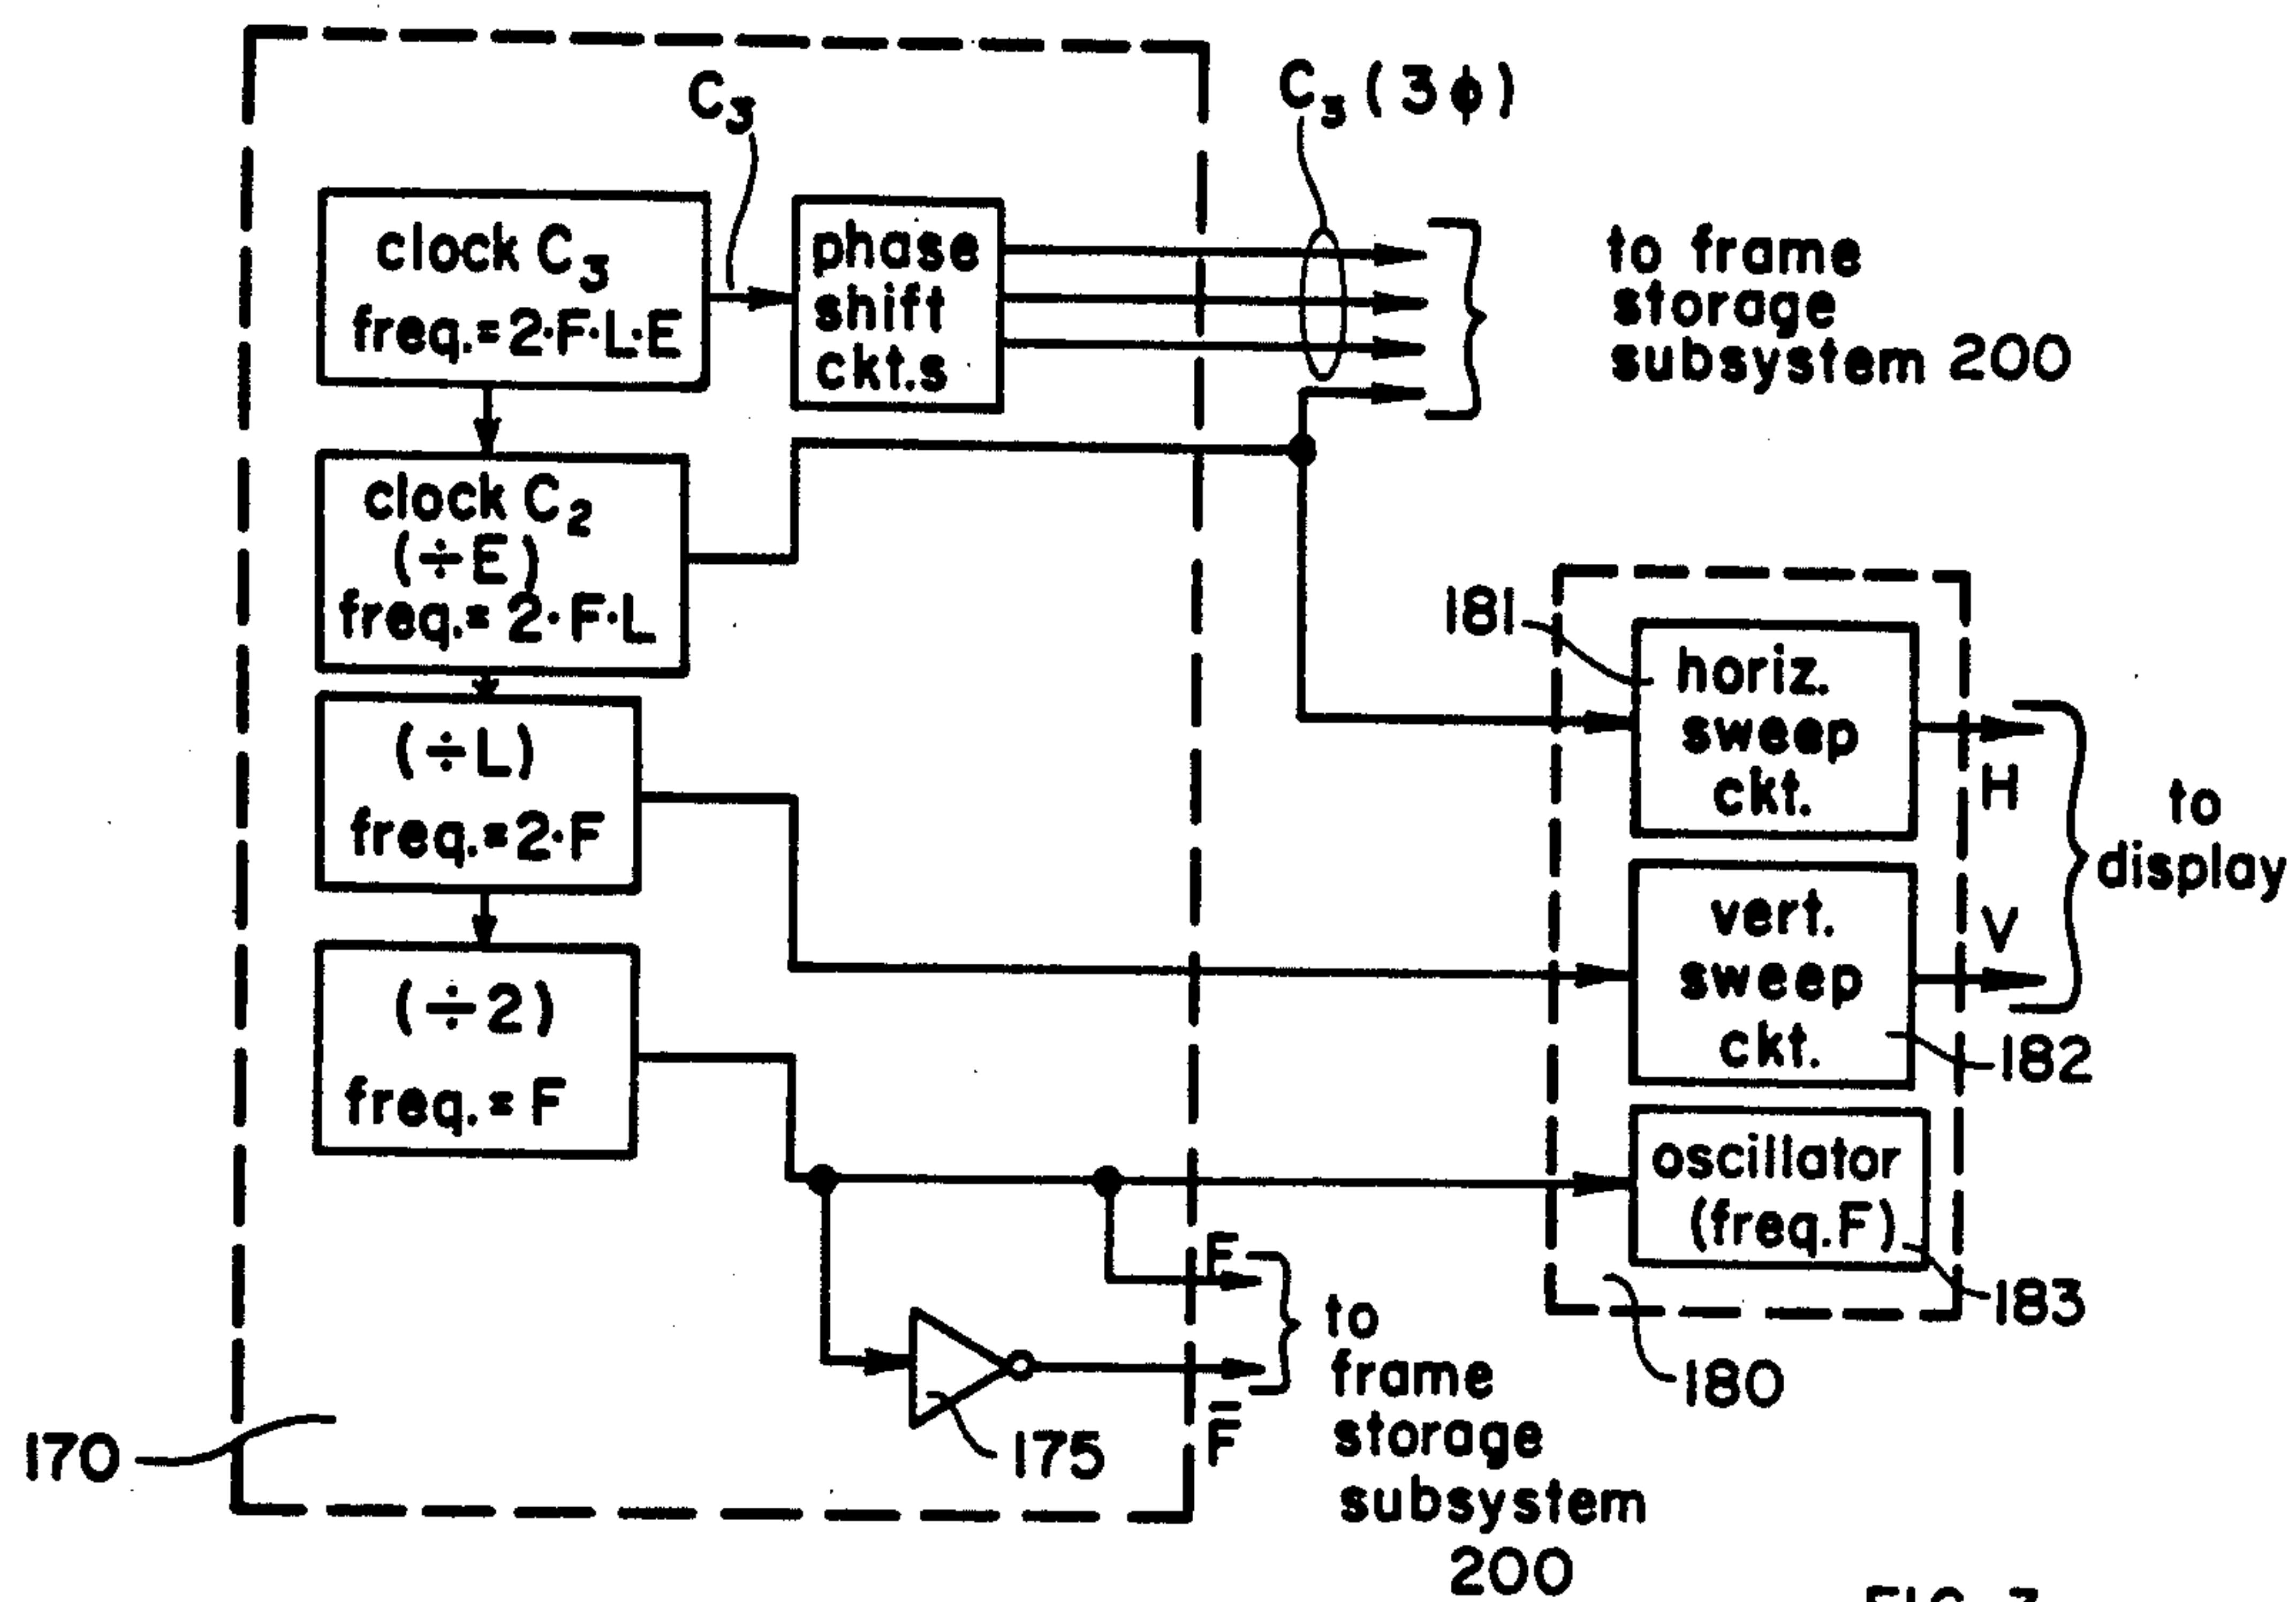 C3
C3 (3ϕ)
clock C3
freq.=2·F·L·E
phase
shift
ckt.s
to frame
storage
subsystem 200
clock C2
(÷E)
freq.= 2·F·L
181
horiz.
sweep
ckt.
H
to
display
(÷L)
freq.=2·F
vert.
sweep
ckt.
V
182
(÷2)
freq.= F
oscillator
(freq.F)
183
180
F
F̅
to
frame
storage
subsystem
200
175
170